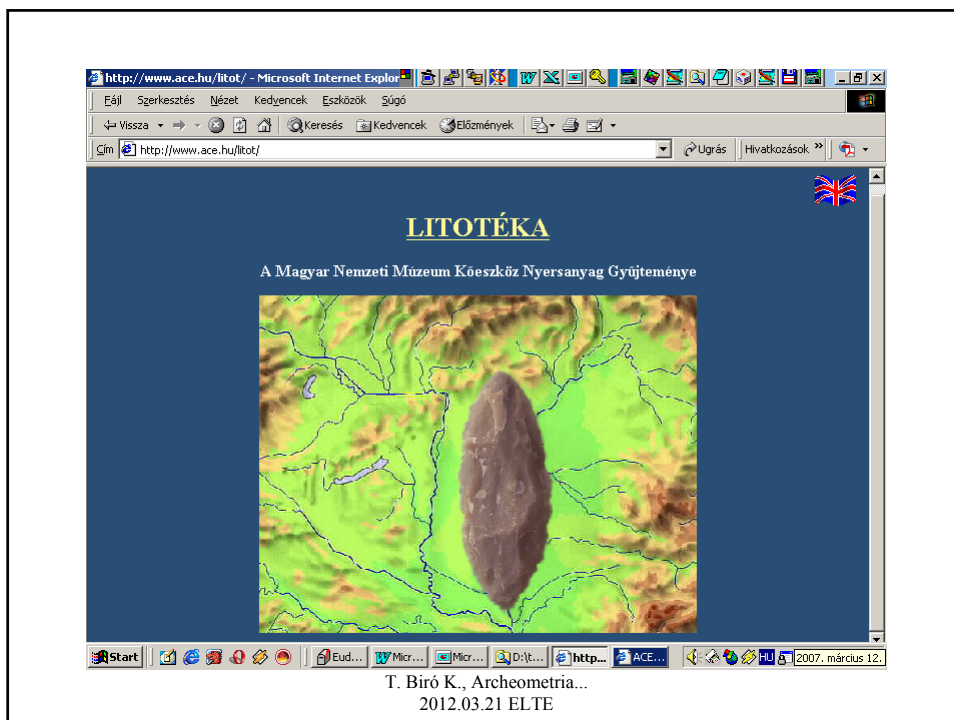 http://www.ace.hu/litot/ - Microsoft Internet Explor
Fájl Szerkesztés Nézet Kedvencek Eszközök Súgó
Vissza Keresés Kedvencek Előzmények
Cím http://www.ace.hu/litot/ Ugrás Hivatkozások »
LITOTÉKA
A Magyar Nemzeti Múzeum Kőeszköz Nyersanyag Gyűjteménye
Start Eud... Micr... Micr... D:\t... http... ACE... HU 2007. március 12.
T. Biró K., Archeometria...
2012.03.21 ELTE